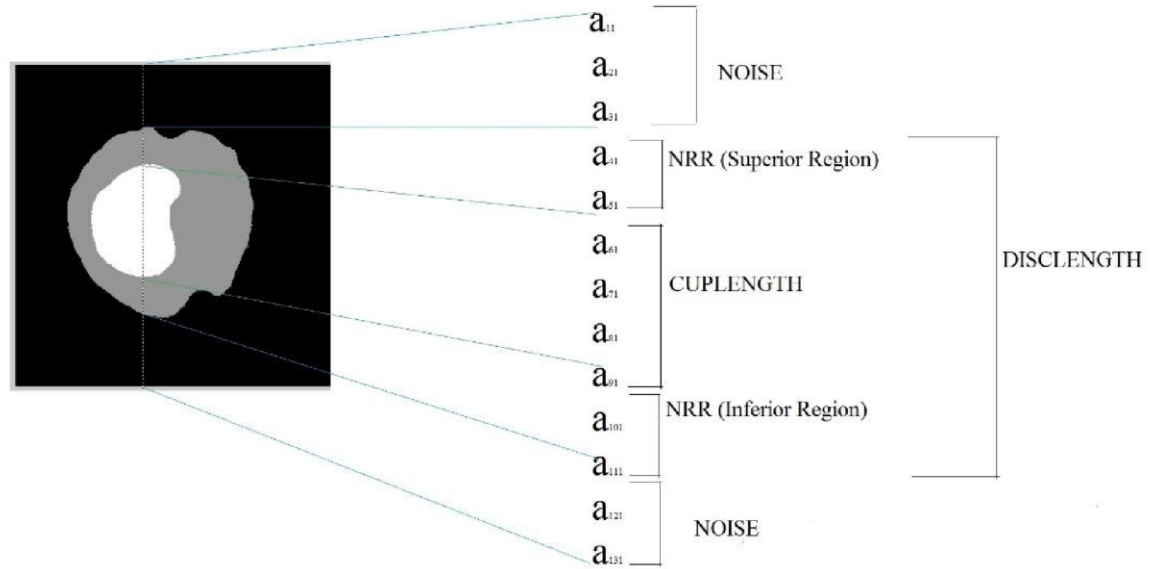 a11
a21 NOISE
a31
a41 NRR (Superior Region)
a51
a61 DISCLENGTH
a71 CUPLENGTH
a81
a91
a101 NRR (Inferior Region)
a111
a121 NOISE
a131